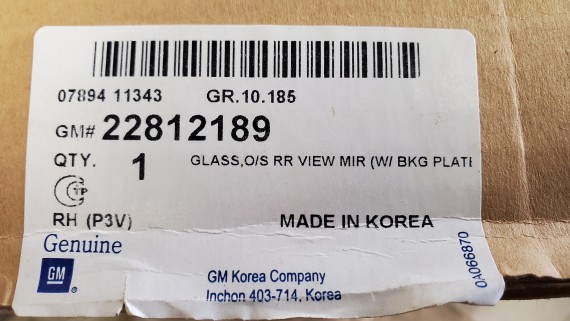 07894 11343 GR.10.185
GM# 22812189
QTY. 1 GLASS,O/S RR VIEW MIR (W/ BKG PLATE
TP
RH (P3V) MADE IN KOREA
Genuine
GM
GM Korea Company
Inchon 403-714, Korea
0A066870